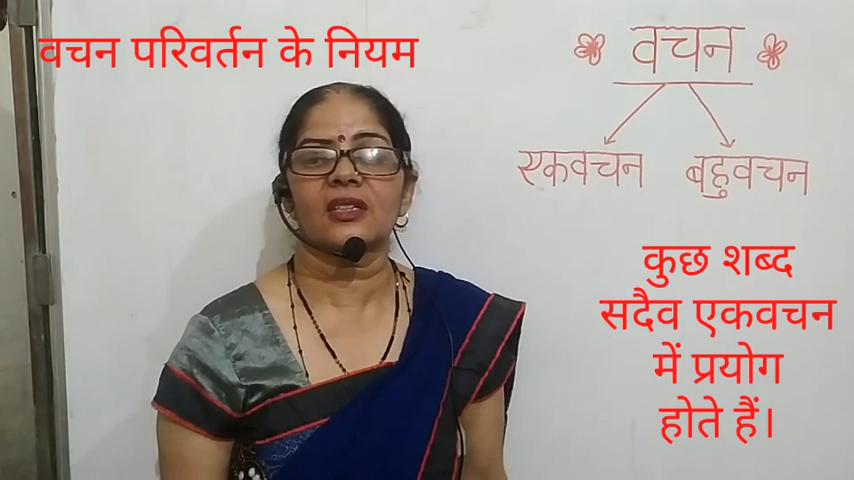 वचन परिवर्तन के नियम
वचन
एकवचन बहुवचन
कुछ शब्द
सदैव एकवचन
में प्रयोग
होते हैं।